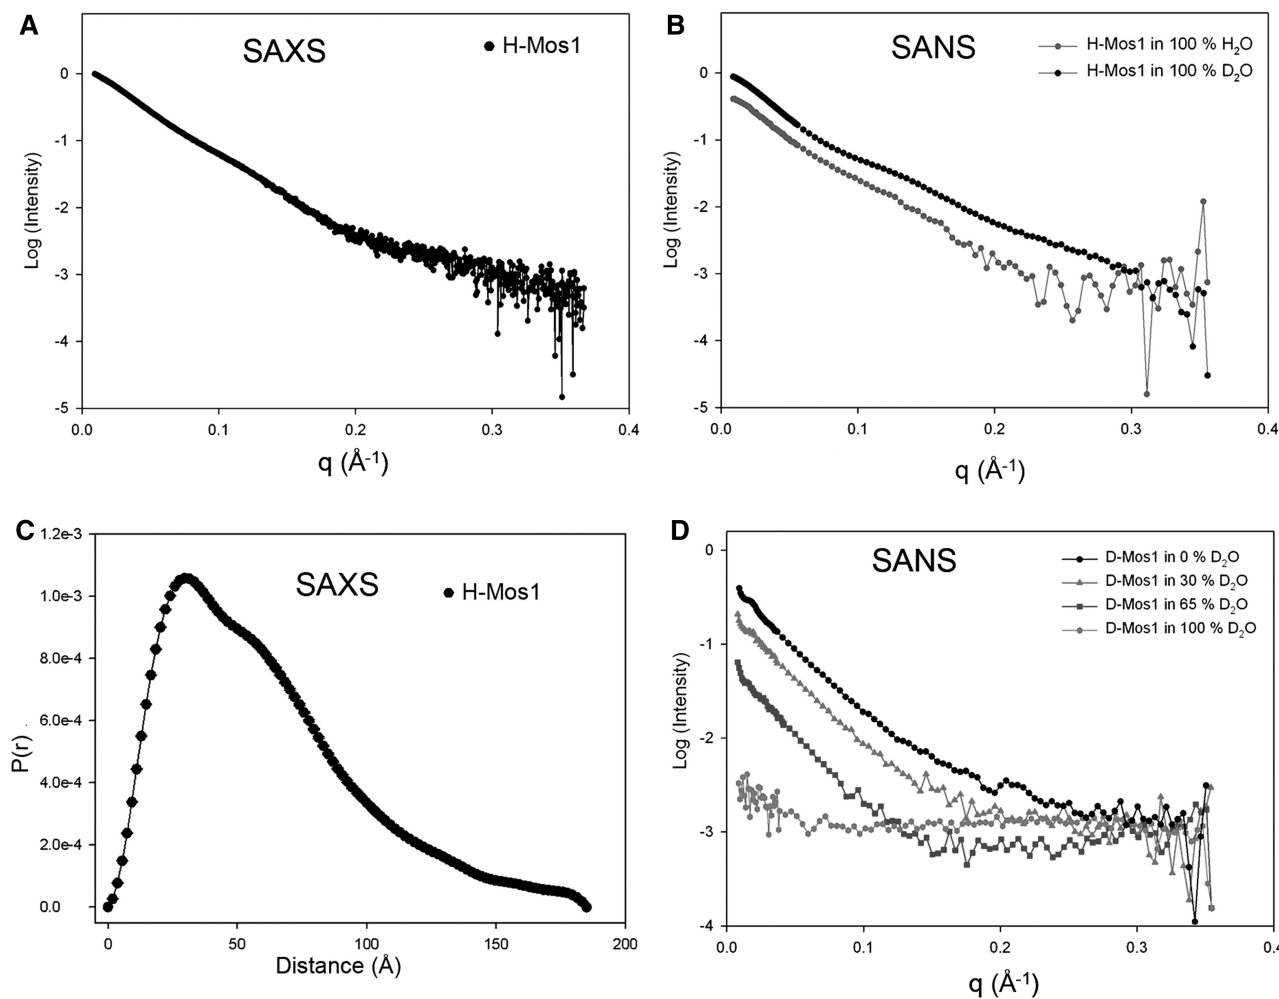 A
SAXS
H-Mos1
0
-1
-2
-3
-4
-5
Log (Intensity)
0.0
0.1
0.2
0.3
0.4
q (Å-1)
B
SANS
H-Mos1 in 100 % H2O
H-Mos1 in 100 % D2O
0
-1
-2
-3
-4
-5
Log (Intensity)
0.0
0.1
0.2
0.3
0.4
q (Å-1)
C
SAXS
H-Mos1
1.2e-3
1.0e-3
8.0e-4
6.0e-4
4.0e-4
2.0e-4
0.0
P(r)
0
50
100
150
200
Distance (Å)
D
SANS
D-Mos1 in 0 % D2O
D-Mos1 in 30 % D2O
D-Mos1 in 65 % D2O
D-Mos1 in 100 % D2O
0
-1
-2
-3
-4
Log (Intensity)
0.0
0.1
0.2
0.3
0.4
q (Å-1)